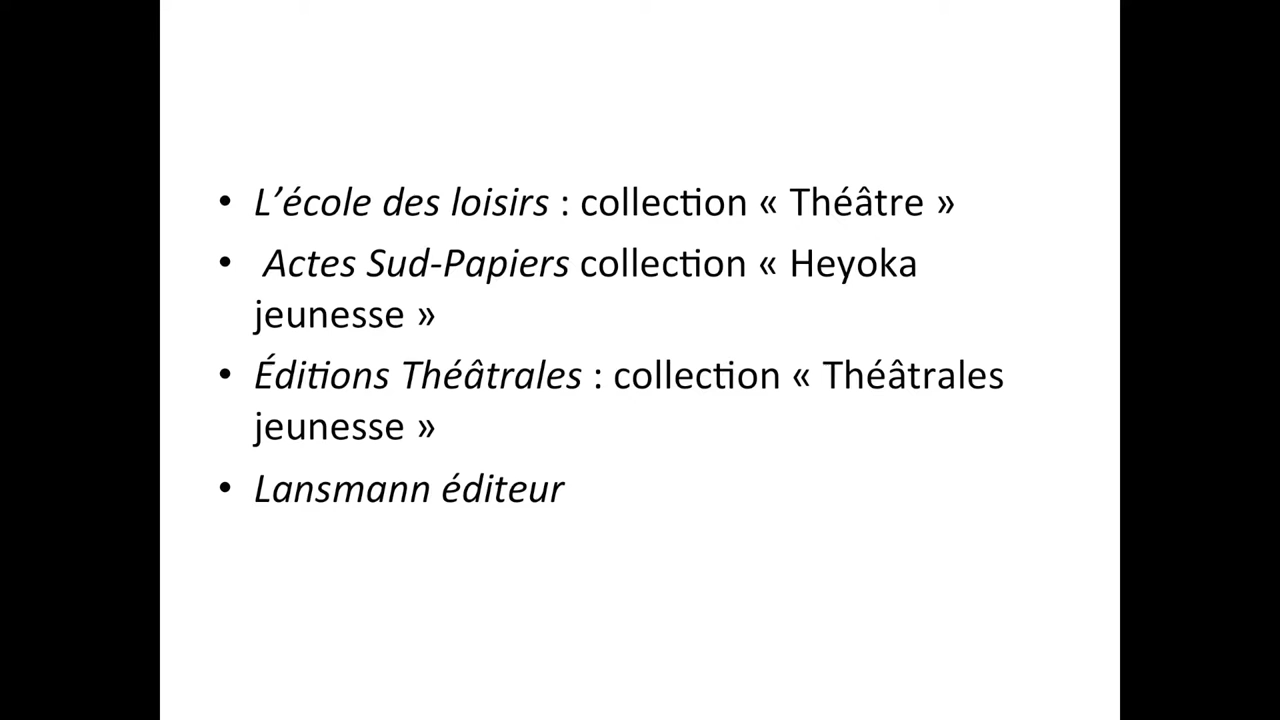 • L’école des loisirs : collection « Théâtre »
• Actes Sud-Papiers collection « Heyoka
jeunesse »
• Éditions Théâtrales : collection « Théâtrales
jeunesse »
• Lansmann éditeur